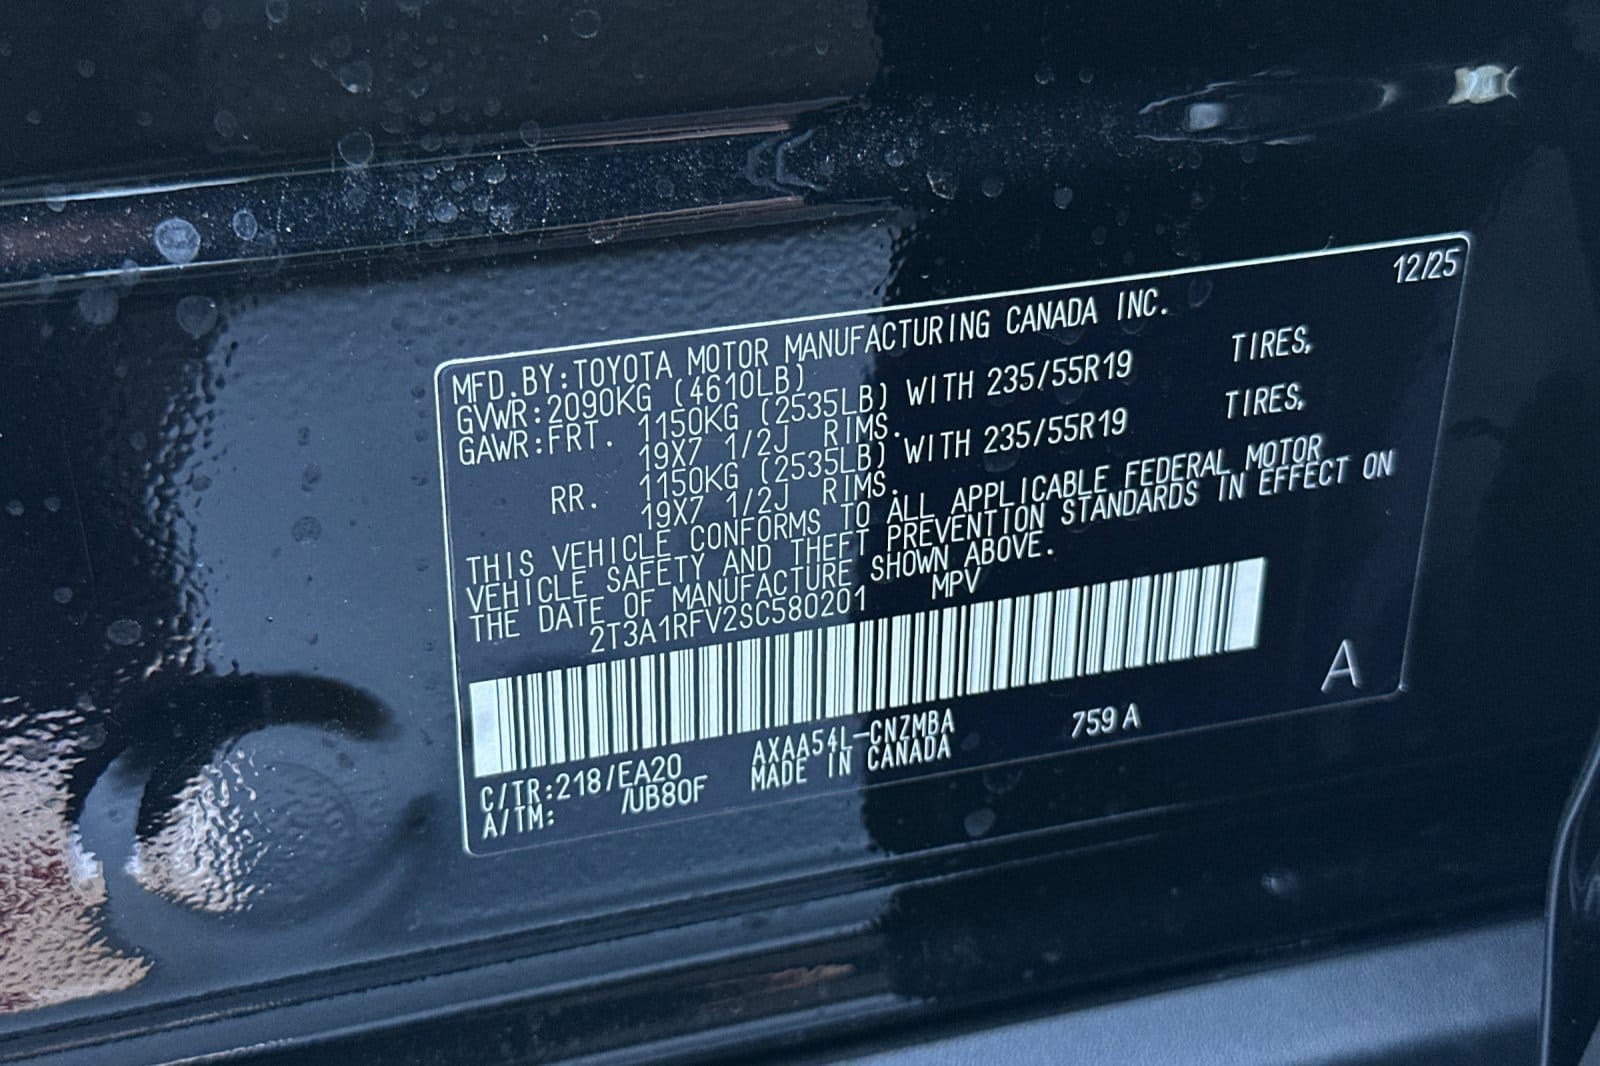 12/25
MFD.BY:TOYOTA MOTOR MANUFACTURING CANADA INC.
GVWR:2090KG (4610LB)
GAWR:FRT. 1150KG (2535LB) WITH 235/55R19 TIRES,
19X7 1/2J RIMS.
RR. 1150KG (2535LB) WITH 235/55R19 TIRES,
19X7 1/2J RIMS.
THIS VEHICLE CONFORMS TO ALL APPLICABLE FEDERAL MOTOR
VEHICLE SAFETY AND THEFT PREVENTION STANDARDS IN EFFECT ON
THE DATE OF MANUFACTURE SHOWN ABOVE.
2T3A1RFV2SC580201 MPV
A
C/TR:218/EA20 AXAA54L-CNZMBA 759A
A/TM: /UB80F MADE IN CANADA